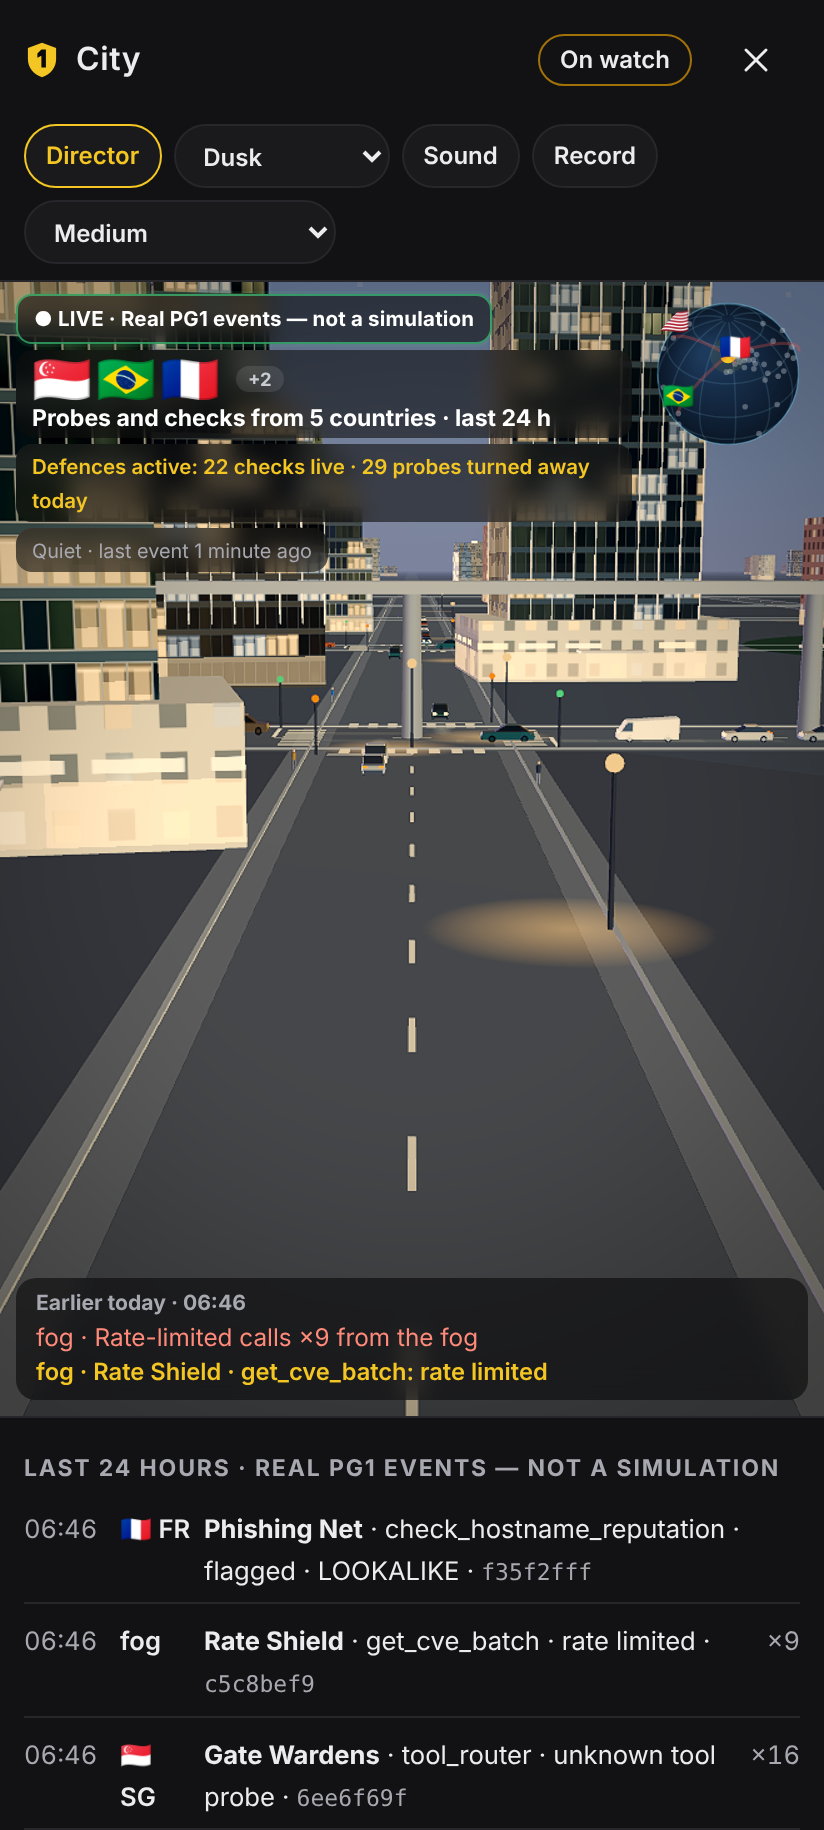 1 City
On watch
Director
Dusk
Sound
Record
Medium
LIVE · Real PG1 events — not a simulation
+2
Probes and checks from 5 countries · last 24 h
Defences active: 22 checks live · 29 probes turned away
today
Quiet · last event 1 minute ago
Earlier today · 06:46
fog · Rate-limited calls ×9 from the fog
fog · Rate Shield · get_cve_batch: rate limited
LAST 24 HOURS · REAL PG1 EVENTS — NOT A SIMULATION
06:46 🇫🇷 FR Phishing Net · check_hostname_reputation ·
flagged · LOOKALIKE · f35f2fff
06:46 fog Rate Shield · get_cve_batch · rate limited · ×9
c5c8bef9
06:46 🇸🇬 Gate Wardens · tool_router · unknown tool ×16
SG probe · 6ee6f69f